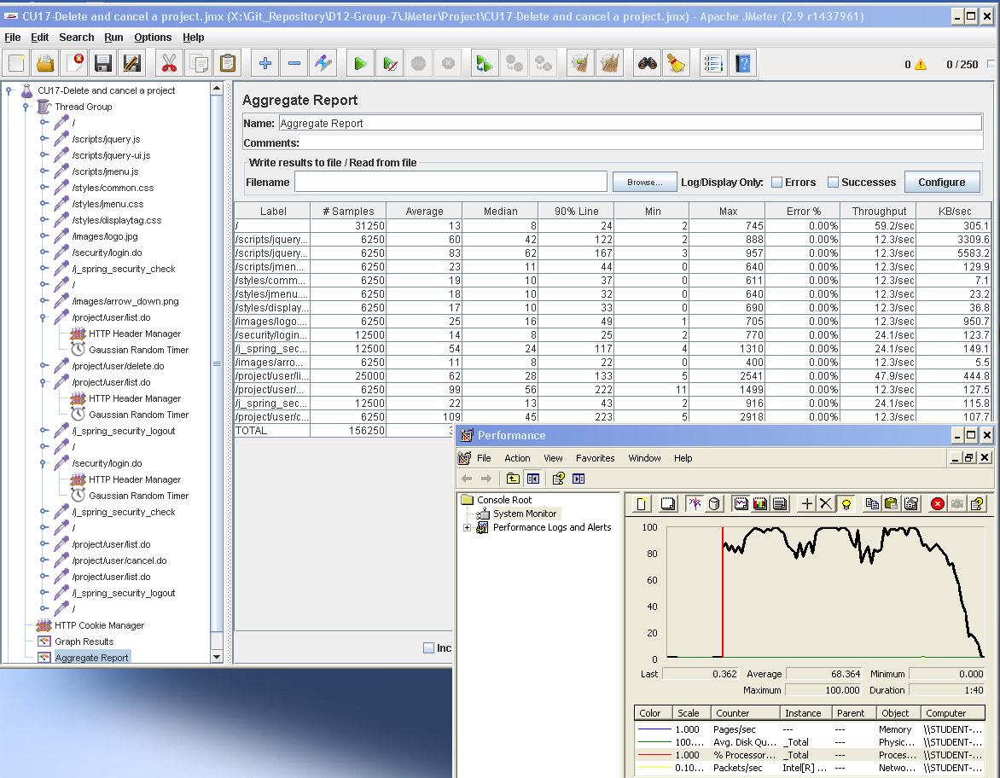 CU17-Delete and cancel a project.jmx (X:\Git_Repository\D12-Group-7\JMeter\Project\CU17-Delete and cancel a project.jmx) - Apache JMeter (2.9 r1437961)
File Edit Search Run Options Help
0 0 / 250
CU17-Delete and cancel a project
Thread Group
/
/scripts/jquery.js
/scripts/jquery-ui.js
/scripts/jmenu.js
/styles/common.css
/styles/jmenu.css
/styles/displaytag.css
/images/logo.jpg
/security/login.do
/j_spring_security_check
/
/images/arrow_down.png
/project/user/list.do
HTTP Header Manager
Gaussian Random Timer
/project/user/delete.do
/project/user/list.do
HTTP Header Manager
Gaussian Random Timer
/j_spring_security_logout
/
/security/login.do
HTTP Header Manager
Gaussian Random Timer
/j_spring_security_check
/
/project/user/list.do
/project/user/cancel.do
/project/user/list.do
/j_spring_security_logout
/
HTTP Cookie Manager
Graph Results
Aggregate Report
Aggregate Report
Name: Aggregate Report
Comments:
Write results to file / Read from file
Filename Browse... Log/Display Only: Errors Successes Configure
Label # Samples Average Median 90% Line Min Max Error % Throughput KB/sec
/ 31250 13 8 24 2 745 0.00% 59.2/sec 305.1
/scripts/jquery... 6250 60 42 122 2 888 0.00% 12.3/sec 3309.6
/scripts/jquery... 6250 83 62 167 3 957 0.00% 12.3/sec 5583.2
/scripts/jmen... 6250 23 11 44 0 640 0.00% 12.3/sec 129.9
/styles/comm... 6250 19 10 37 0 611 0.00% 12.3/sec 7.1
/styles/jmenu.... 6250 18 10 32 0 640 0.00% 12.3/sec 23.2
/styles/display... 6250 17 10 33 0 690 0.00% 12.3/sec 36.8
/images/logo.... 6250 25 16 49 1 705 0.00% 12.3/sec 950.7
/security/login... 12500 14 8 25 2 770 0.00% 24.1/sec 123.7
/j_spring_sec... 12500 54 24 117 4 1310 0.00% 24.1/sec 149.1
/images/arro... 6250 11 8 22 0 400 0.00% 12.3/sec 5.5
/project/user/li... 25000 62 28 133 5 2541 0.00% 47.9/sec 444.8
/project/user/... 6250 99 56 222 11 1499 0.00% 12.3/sec 127.5
/j_spring_sec... 12500 22 13 43 2 916 0.00% 24.1/sec 115.8
/project/user/c... 6250 109 45 223 5 2918 0.00% 12.3/sec 107.7
TOTAL 156250
Inc
Performance
File Action View Favorites Window Help
Console Root
System Monitor
Performance Logs and Alerts
100
80
60
40
20
0
Last 0.362 Average 68.364 Minimum 0.000
Maximum 100.000 Duration 1:40
Color Scale Counter Instance Parent Object Computer
1.000 Pages/sec --- --- Memory \\STUDENT-...
100.... Avg. Disk Qu... _Total --- Physic... \\STUDENT-...
1.000 % Processor... _Total --- Proces... \\STUDENT-...
0.10... Packets/sec Intel[R] ... --- Netwo... \\STUDENT-...